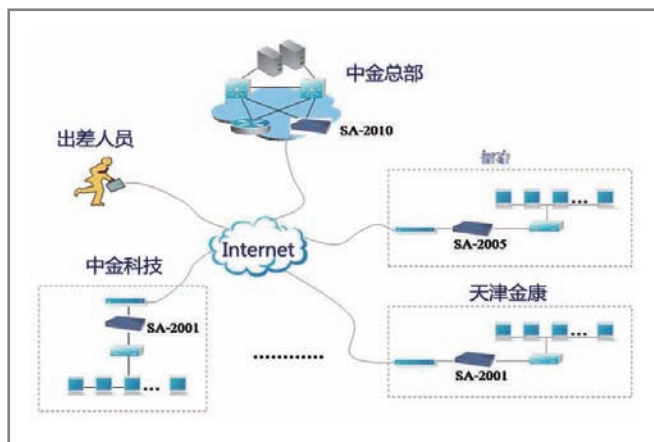 中金总部
SA-2010
出差人员
SA-2005
Internet
中金科技
天津金康
SA-2001
............
SA-2001